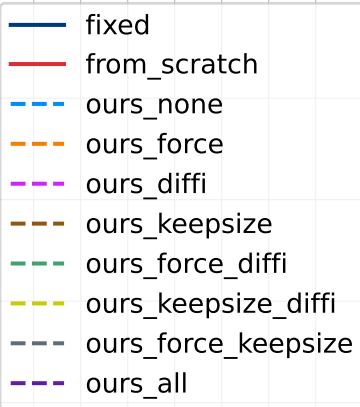 fixed
from_scratch
ours_none
ours_force
ours_diffi
ours_keepsize
ours_force_diffi
ours_keepsize_diffi
ours_force_keepsize
ours_all